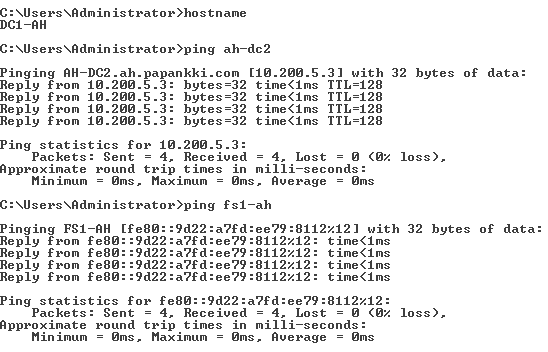 C:\Users\Administrator>hostname
DC1-AH
C:\Users\Administrator>ping ah-dc2
Pinging AH-DC2.ah.papankki.com [10.200.5.3] with 32 bytes of data:
Reply from 10.200.5.3: bytes=32 time<1ms TTL=128
Reply from 10.200.5.3: bytes=32 time<1ms TTL=128
Reply from 10.200.5.3: bytes=32 time<1ms TTL=128
Reply from 10.200.5.3: bytes=32 time<1ms TTL=128
Ping statistics for 10.200.5.3:
    Packets: Sent = 4, Received = 4, Lost = 0 (0% loss),
Approximate round trip times in milli-seconds:
    Minimum = 0ms, Maximum = 0ms, Average = 0ms
C:\Users\Administrator>ping fs1-ah
Pinging FS1-AH [fe80::9d22:a7fd:ee79:8112%12] with 32 bytes of data:
Reply from fe80::9d22:a7fd:ee79:8112%12: time<1ms
Reply from fe80::9d22:a7fd:ee79:8112%12: time<1ms
Reply from fe80::9d22:a7fd:ee79:8112%12: time<1ms
Reply from fe80::9d22:a7fd:ee79:8112%12: time<1ms
Ping statistics for fe80::9d22:a7fd:ee79:8112%12:
    Packets: Sent = 4, Received = 4, Lost = 0 (0% loss),
Approximate round trip times in milli-seconds:
    Minimum = 0ms, Maximum = 0ms, Average = 0ms